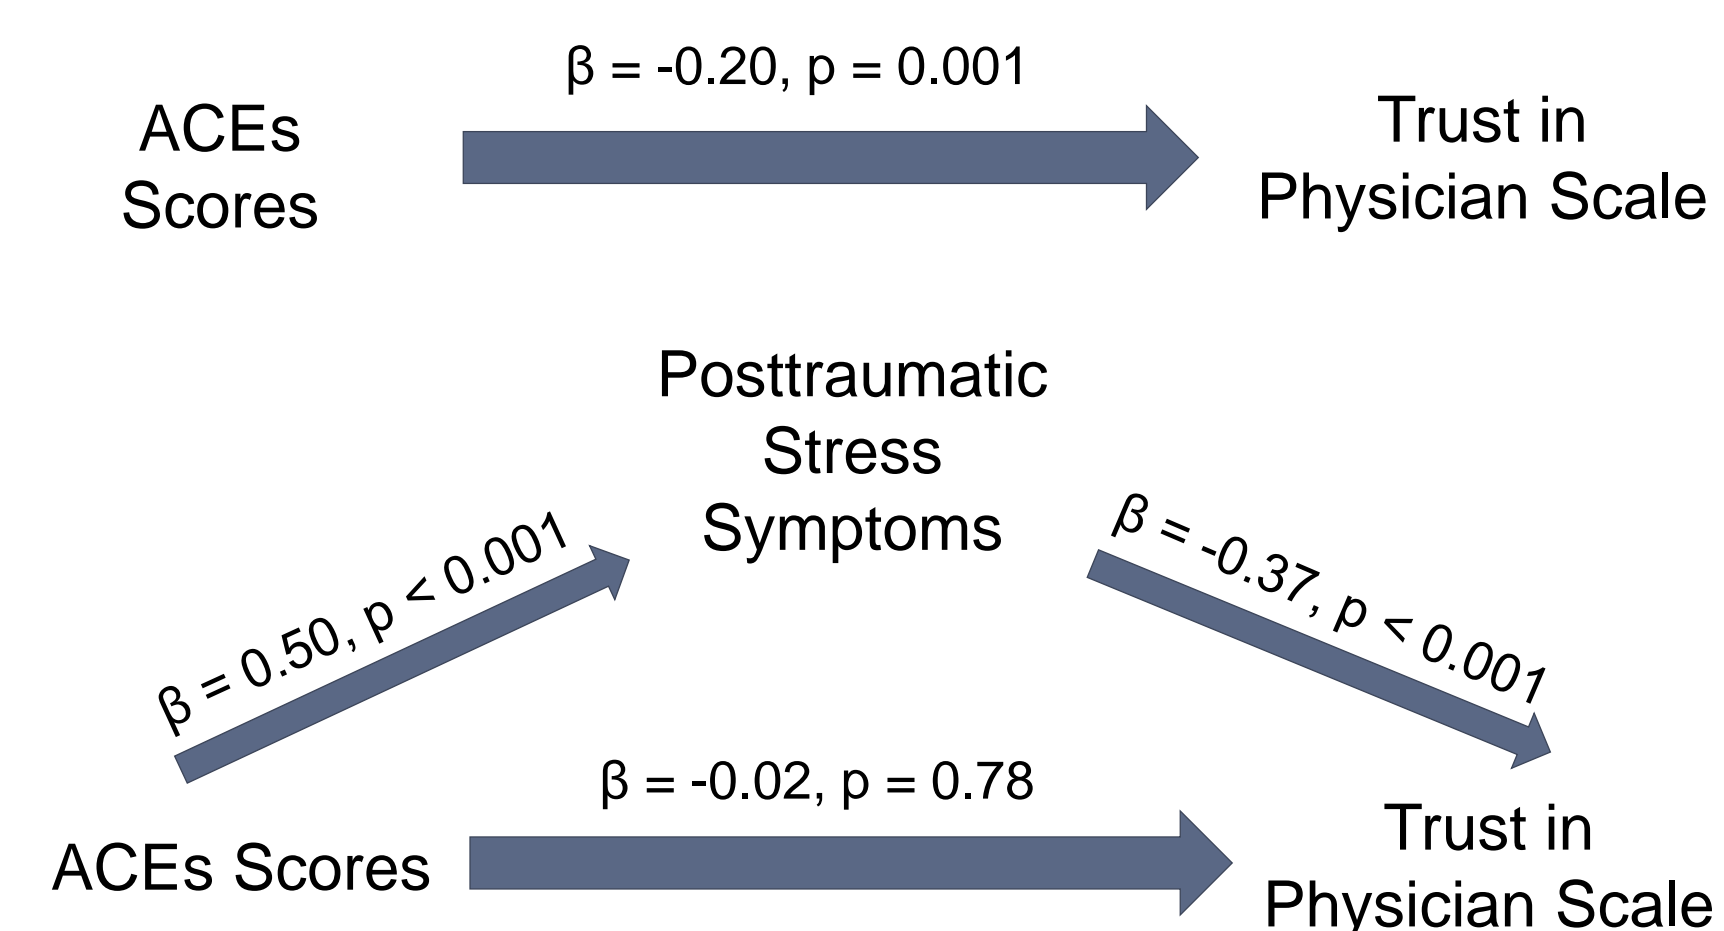 β = -0.20, p = 0.001
ACEs
Scores
Trust in
Physician Scale
Posttraumatic
Stress
Symptoms
β = 0.50, p < 0.001
β = -0.37, p < 0.001
β = -0.02, p = 0.78
ACEs Scores
Trust in
Physician Scale